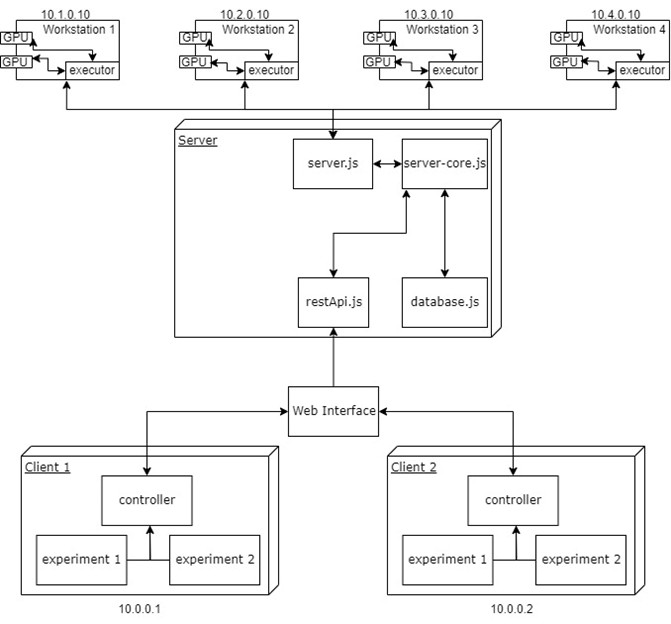 10.1.0.10
10.2.0.10
10.3.0.10
10.4.0.10
Workstation 1
Workstation 2
Workstation 3
Workstation 4
GPU
GPU
GPU
GPU
GPU
GPU
GPU
GPU
executor
executor
executor
executor
Server
server.js
server-core.js
restApi.js
database.js
Web Interface
Client 1
controller
experiment 1
experiment 2
10.0.0.1
Client 2
controller
experiment 1
experiment 2
10.0.0.2